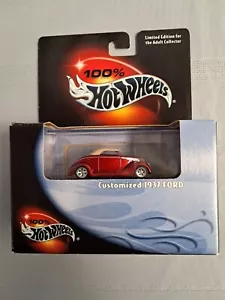 Limited Edition for
the Adult Collector
100%
Hot Wheels
Customized 1937 FORD
100%
Hot Wheels